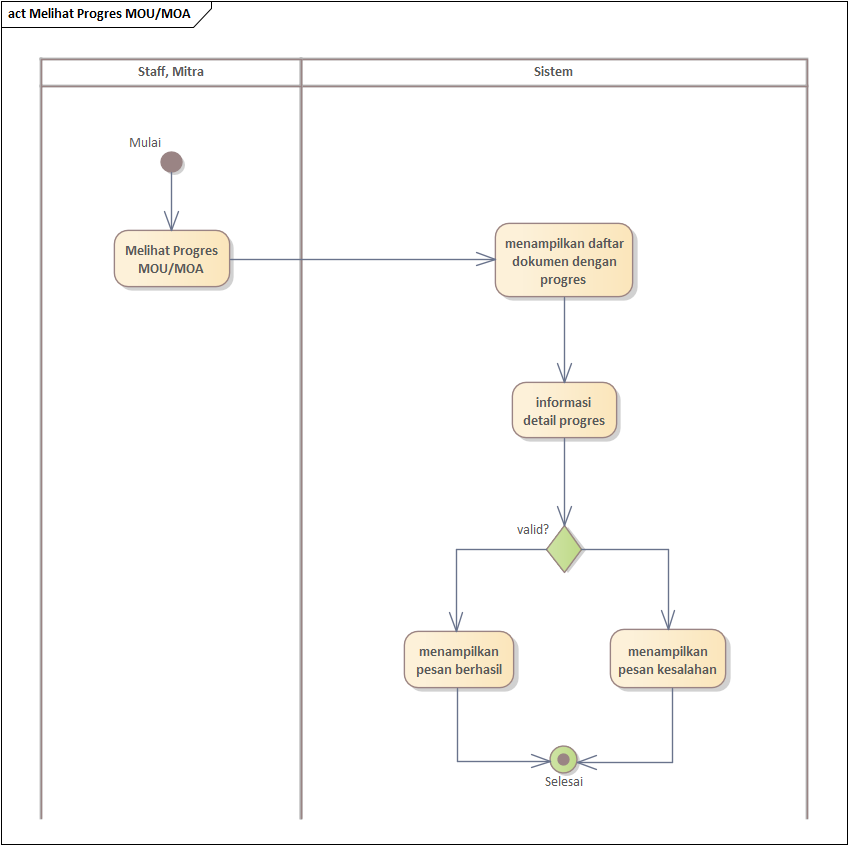 act Melihat Progres MOU/MOA
Staff, Mitra
Sistem
Mulai
Melihat Progres
MOU/MOA
menampilkan daftar
dokumen dengan
progres
informasi
detail progres
valid?
menampilkan
pesan berhasil
menampilkan
pesan kesalahan
Selesai